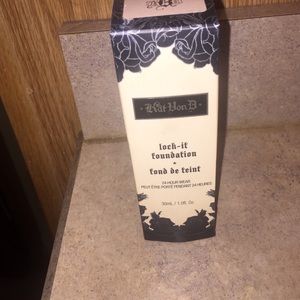 Kat Von D
lock-it
foundation
+
fond de teint
24 HOUR WEAR
PEUT ÊTRE PORTÉ PENDANT 24 HEURES
30mL / 1.0fl. Oz.